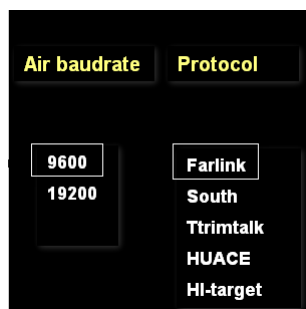 Air baudrate Protocol
9600
19200
Farlink
South
Ttrimtalk
HUACE
HI-target